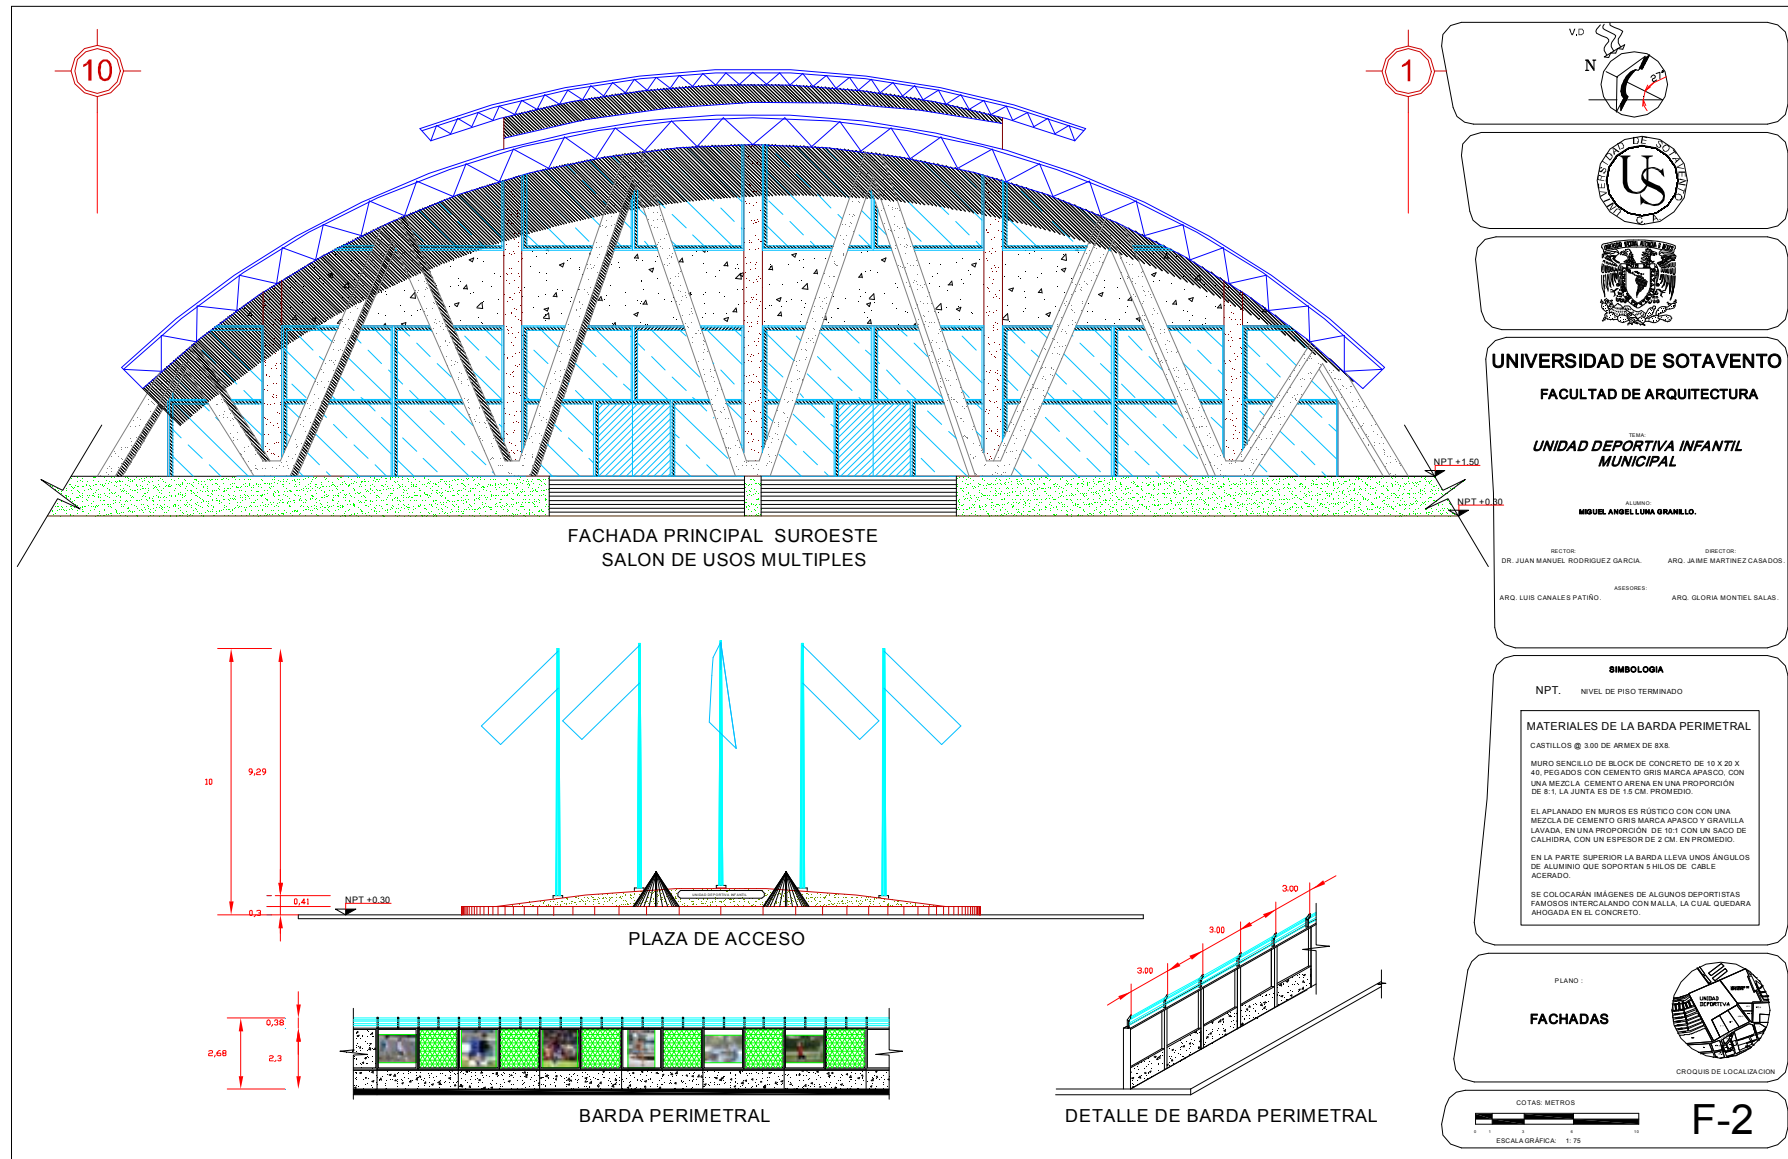 10
1
V,D
N
27°
UNIVERSIDAD DE SOTAVENTO
US
C.A.
UNIVERSIDAD DE SOTAVENTO
FACULTAD DE ARQUITECTURA
TEMA:
UNIDAD DEPORTIVA INFANTIL
MUNICIPAL
ALUMNO:
MIGUEL ANGEL LUNA GRANILLO.
RECTOR:
DR. JUAN MANUEL RODRIGUEZ GARCIA.
DIRECTOR:
ARQ. JAIME MARTINEZ CASADOS.
ASESORES:
ARQ. LUIS CANALES PATIÑO.
ARQ. GLORIA MONTIEL SALAS.
NPT +1.50
NPT +0.30
FACHADA PRINCIPAL SUROESTE
SALON DE USOS MULTIPLES
SIMBOLOGIA
NPT. NIVEL DE PISO TERMINADO
MATERIALES DE LA BARDA PERIMETRAL
CASTILLOS @ 3.00 DE ARMEX DE 8X8.
MURO SENCILLO DE BLOCK DE CONCRETO DE 10 X 20 X
40, PEGADOS CON CEMENTO GRIS MARCA APASCO, CON
UNA MEZCLA CEMENTO ARENA EN UNA PROPORCIÓN
DE 8:1, LA JUNTA ES DE 1.5 CM. PROMEDIO.
EL APLANADO EN MUROS ES RÚSTICO CON CON UNA
MEZCLA DE CEMENTO GRIS MARCA APASCO Y GRAVILLA
LAVADA, EN UNA PROPORCIÓN DE 10:1 CON UN SACO DE
CALHIDRA, CON UN ESPESOR DE 2 CM. EN PROMEDIO.
EN LA PARTE SUPERIOR LA BARDA LLEVA UNOS ÁNGULOS
DE ALUMINIO QUE SOPORTAN 5 HILOS DE CABLE
ACERADO.
SE COLOCARÁN IMÁGENES DE ALGUNOS DEPORTISTAS
FAMOSOS INTERCALANDO CON MALLA, LA CUAL QUEDARA
AHOGADA EN EL CONCRETO.
10
9,29
0,41
0,3
NPT +0.30
UNIDAD DEPORTIVA INFANTIL
PLAZA DE ACCESO
3.00
3.00
3.00
0,38
2,68
2,3
BARDA PERIMETRAL
DETALLE DE BARDA PERIMETRAL
PLANO :
FACHADAS
UNIDAD
DEPORTIVA
CROQUIS DE LOCALIZACION
COTAS: METROS
ESCALA GRÁFICA: 1: 75
F-2